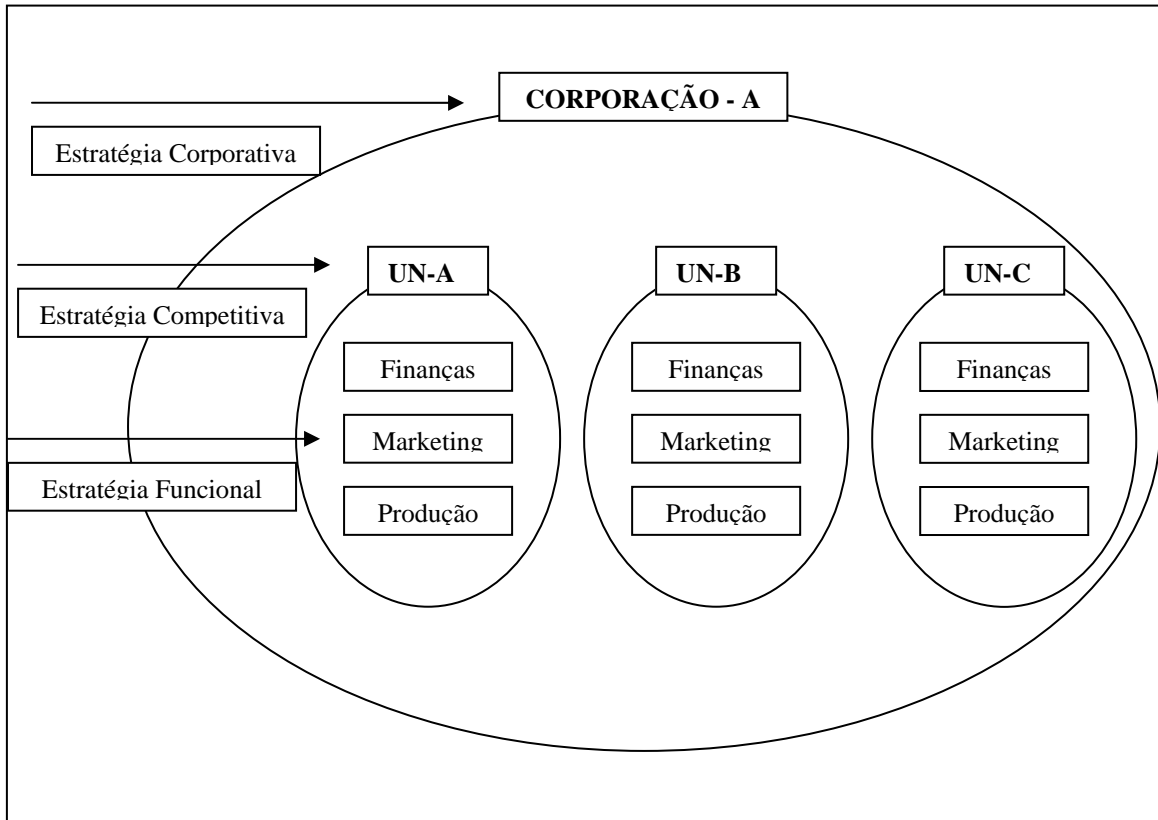 CORPORAÇÃO - A
Estratégia Corporativa
UN-A
UN-B
UN-C
Estratégia Competitiva
Finanças
Finanças
Finanças
Marketing
Marketing
Marketing
Estratégia Funcional
Produção
Produção
Produção